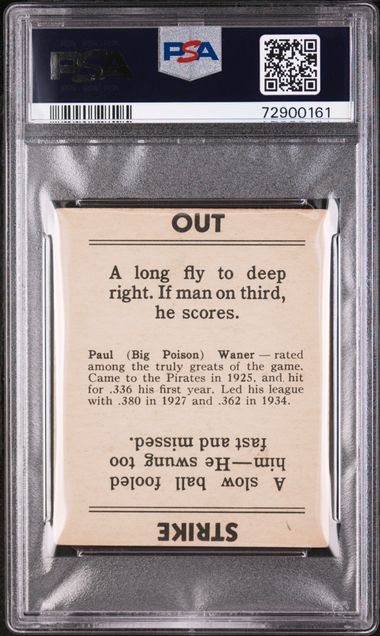 PSA
PSA
72900161
OUT
A long fly to deep
right. If man on third,
he scores.
Paul (Big Poison) Waner — rated
among the truly greats of the game.
Came to the Pirates in 1925, and hit
for .336 his first year. Led his league
with .380 in 1927 and .362 in 1934.
STRIKE
A slow ball fooled
him—He swung too
fast and missed.